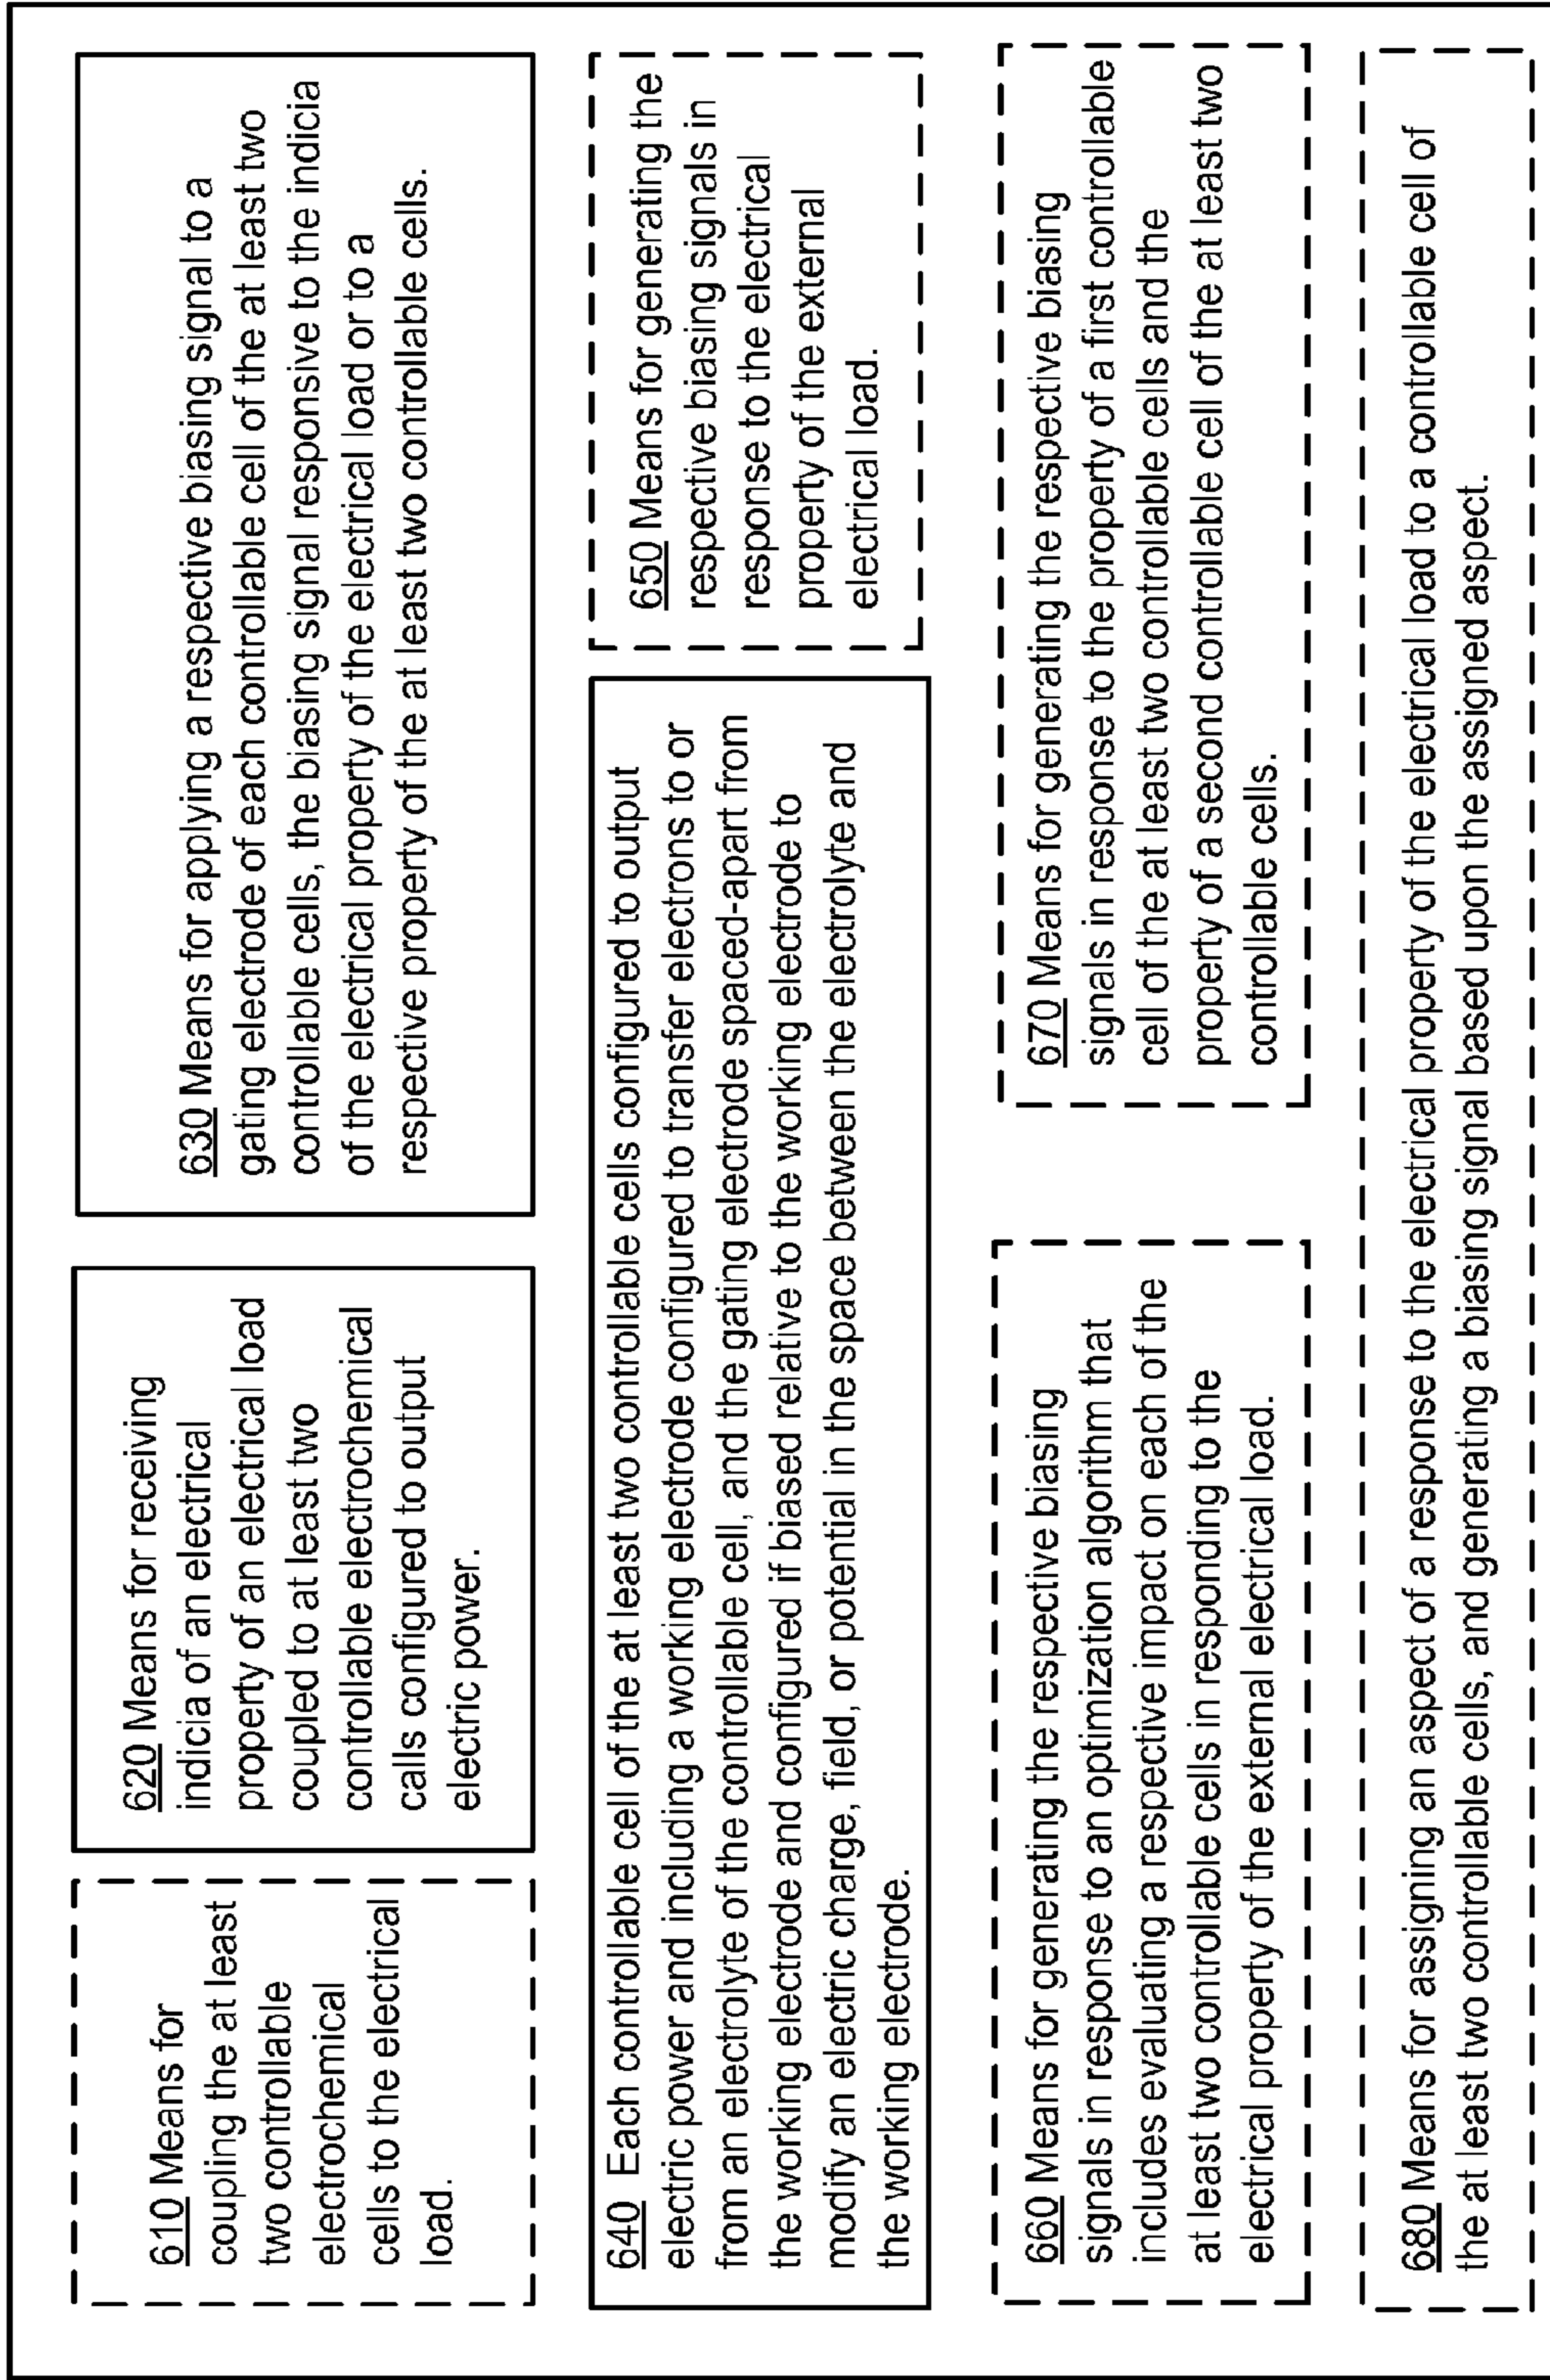 610 Means for
coupling the at least
two controllable
electrochemical
cells to the electrical
load.
620 Means for receiving
indicia of an electrical
property of an electrical load
coupled to at least two
controllable electrochemical
calls configured to output
electric power.
630 Means for applying a respective biasing signal to a
gating electrode of each controllable cell of the at least two
controllable cells, the biasing signal responsive to the indicia
of the electrical property of the electrical load or to a
respective property of the at least two controllable cells.
640 Each controllable cell of the at least two controllable cells configured to output
electric power and including a working electrode configured to transfer electrons to or
from an electrolyte of the controllable cell, and the gating electrode spaced-apart from
the working electrode and configured if biased relative to the working electrode to
modify an electric charge, field, or potential in the space between the electrolyte and
the working electrode.
650 Means for generating the
respective biasing signals in
response to the electrical
property of the external
electrical load.
660 Means for generating the respective biasing
signals in response to an optimization algorithm that
includes evaluating a respective impact on each of the
at least two controllable cells in responding to the
electrical property of the external electrical load.
670 Means for generating the respective biasing
signals in response to the property of a first controllable
cell of the at least two controllable cells and the
property of a second controllable cell of the at least two
controllable cells.
680 Means for assigning an aspect of a response to the electrical property of the electrical load to a controllable cell of
the at least two controllable cells, and generating a biasing signal based upon the assigned aspect.